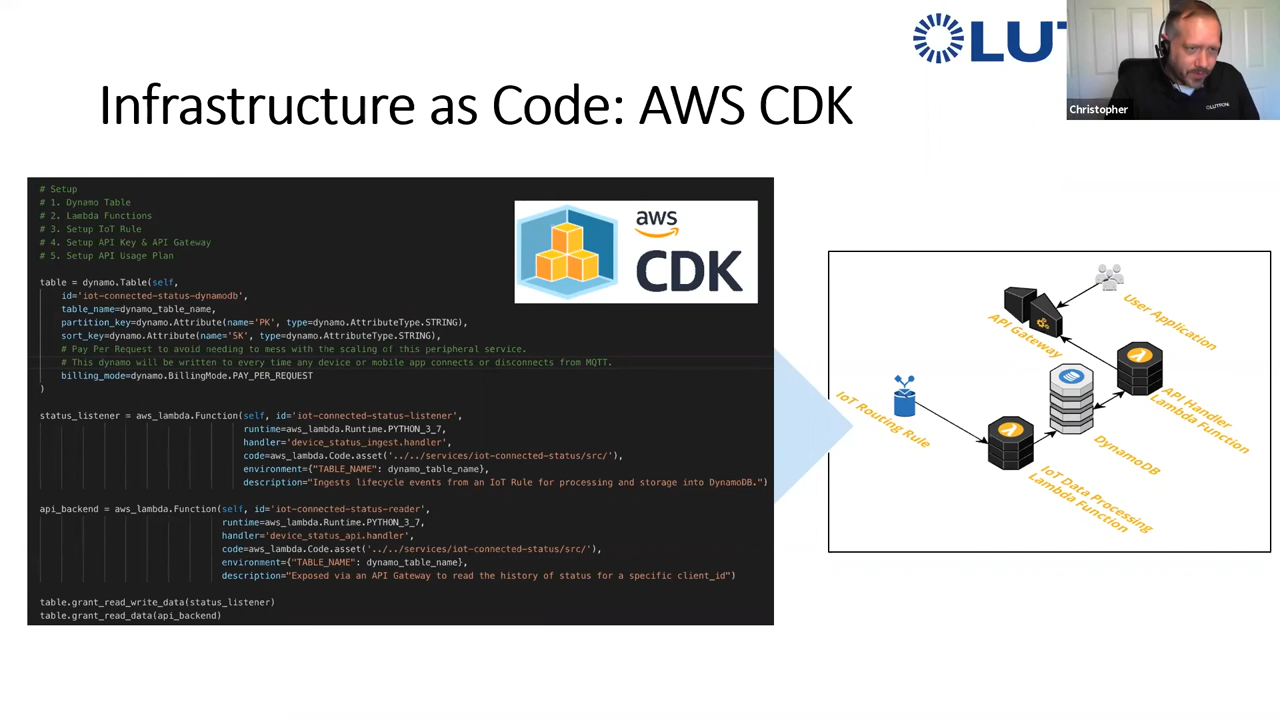 LUT
Christopher
LUTRON
Infrastructure as Code: AWS CDK
# Setup
# 1. Dynamo Table
# 2. Lambda Functions
# 3. Setup IoT Rule
# 4. Setup API Key & API Gateway
# 5. Setup API Usage Plan
table = dynamo.Table(self,
id='iot-connected-status-dynamodb',
table_name=dynamo_table_name,
partition_key=dynamo.Attribute(name='PK', type=dynamo.AttributeType.STRING),
sort_key=dynamo.Attribute(name='SK', type=dynamo.AttributeType.STRING),
# Pay Per Request to avoid needing to mess with the scaling of this peripheral service.
# This dynamo will be written to every time any device or mobile app connects or disconnects from MQTT.
billing_mode=dynamo.BillingMode.PAY_PER_REQUEST
)
status_listener = aws_lambda.Function(self, id='iot-connected-status-listener',
runtime=aws_lambda.Runtime.PYTHON_3_7,
handler='device_status_ingest.handler',
code=aws_lambda.Code.asset('../../services/iot-connected-status/src/'),
environment={"TABLE_NAME": dynamo_table_name},
description="Ingests lifecycle events from an IoT Rule for processing and storage into DynamoDB.")
api_backend = aws_lambda.Function(self, id='iot-connected-status-reader',
runtime=aws_lambda.Runtime.PYTHON_3_7,
handler='device_status_api.handler',
code=aws_lambda.Code.asset('../../services/iot-connected-status/src/'),
environment={"TABLE_NAME": dynamo_table_name},
description="Exposed via an API Gateway to read the history of status for a specific client_id")
table.grant_read_write_data(status_listener)
table.grant_read_data(api_backend)
aws
CDK
User Application
API Gateway
API Handler
Lambda Function
IoT Routing Rule
DynamoDB
IoT Data Processing
Lambda Function